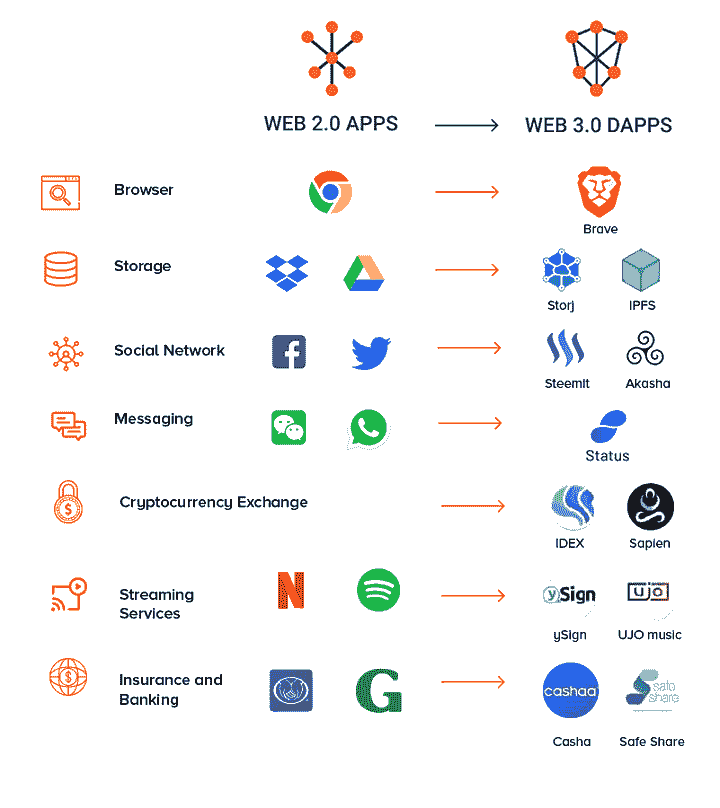 WEB 2.0 APPS
WEB 3.0 DAPPS
Browser
Brave
Storage
Storj
IPFS
Social Network
SteemIt
Akasha
Messaging
Status
Cryptocurrency Exchange
IDEX
Sapien
Streaming
Services
N
ySign
ujo
ySign
UJO music
Insurance and
Banking
G
cashaa
safe
share
Casha
Safe Share